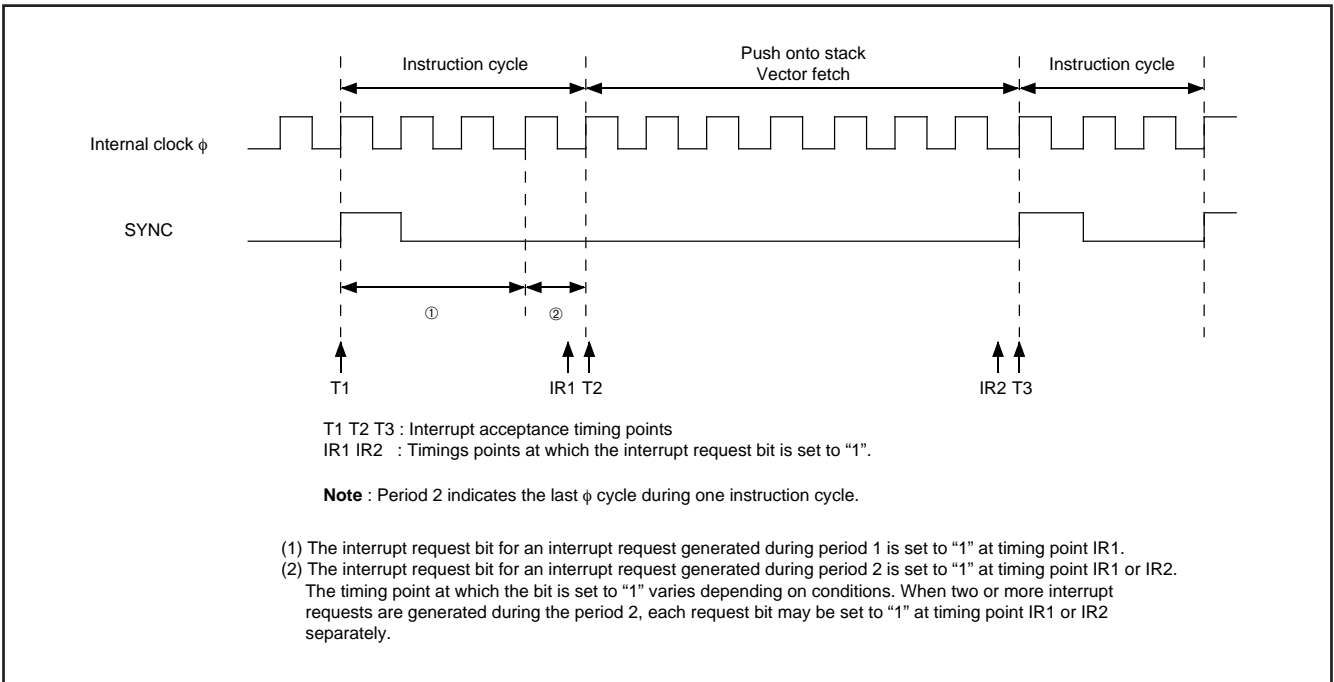 Instruction cycle
Push onto stack
Vector fetch
Instruction cycle
Internal clock ϕ
SYNC
①
②
T1
IR1 T2
IR2 T3
T1 T2 T3 : Interrupt acceptance timing points
IR1 IR2 : Timings points at which the interrupt request bit is set to “1”.
Note : Period 2 indicates the last ϕ cycle during one instruction cycle.
(1) The interrupt request bit for an interrupt request generated during period 1 is set to “1” at timing point IR1.
(2) The interrupt request bit for an interrupt request generated during period 2 is set to “1” at timing point IR1 or IR2.
The timing point at which the bit is set to “1” varies depending on conditions. When two or more interrupt
requests are generated during the period 2, each request bit may be set to “1” at timing point IR1 or IR2
separately.